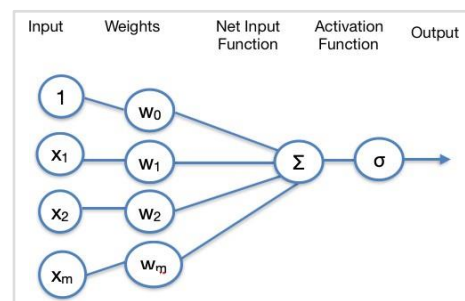 Input Weights Net Input Activation Output
Function Function
1 w₀
x₁ w₁ Σ σ
x₂ w₂
xₘ wₘ